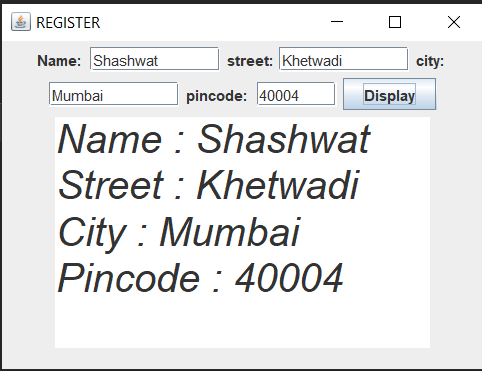 REGISTER
Name: Shashwat street: Khetwadi city:
Mumbai pincode: 40004 Display
Name : Shashwat
Street : Khetwadi
City : Mumbai
Pincode : 40004